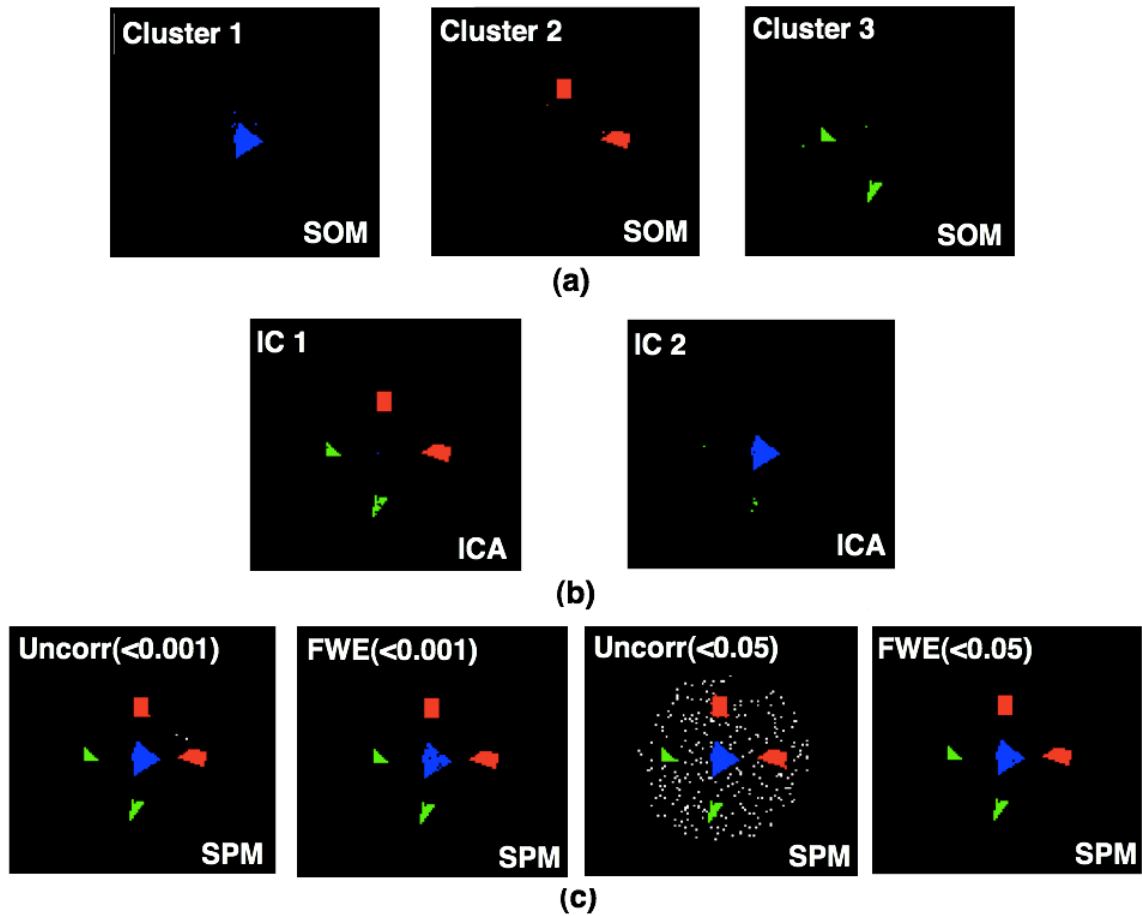 Cluster 1
Cluster 2
Cluster 3
SOM
SOM
SOM
(a)
IC 1
IC 2
ICA
ICA
(b)
Uncorr(<0.001)
FWE(<0.001)
Uncorr(<0.05)
FWE(<0.05)
SPM
SPM
SPM
SPM
(c)